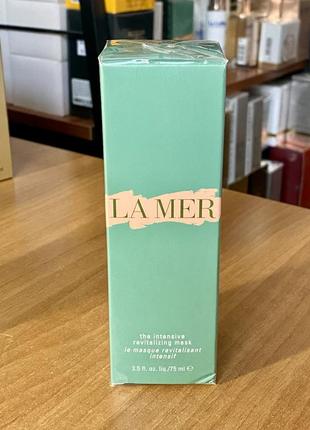 LA MER
the intensive
revitalizing mask
le masque revitalisant
intensif
2.5 fl. oz. liq./75 ml ℮